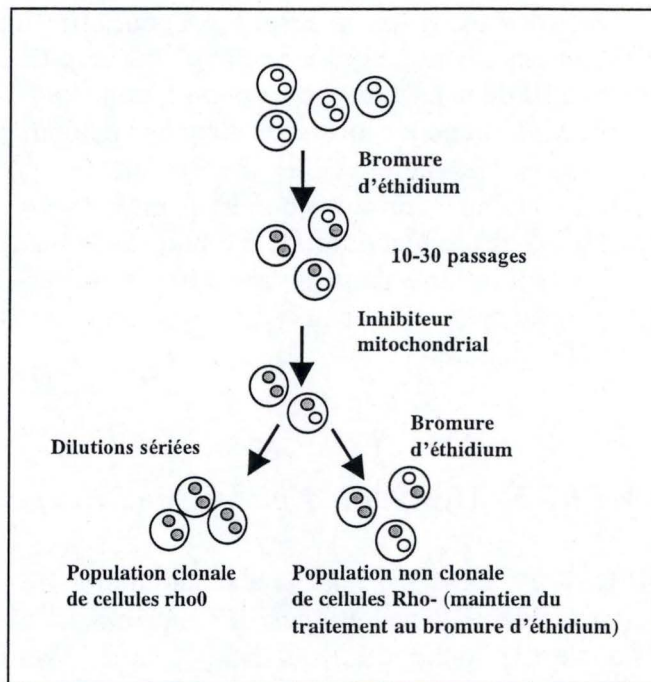 Bromure
d'éthidium
10-30 passages
Inhibiteur
mitochondrial
Dilutions sériées
Bromure
d'éthidium
Population clonale
de cellules rho0
Population non clonale
de cellules Rho- (maintien du
traitement au bromure d'éthidium)